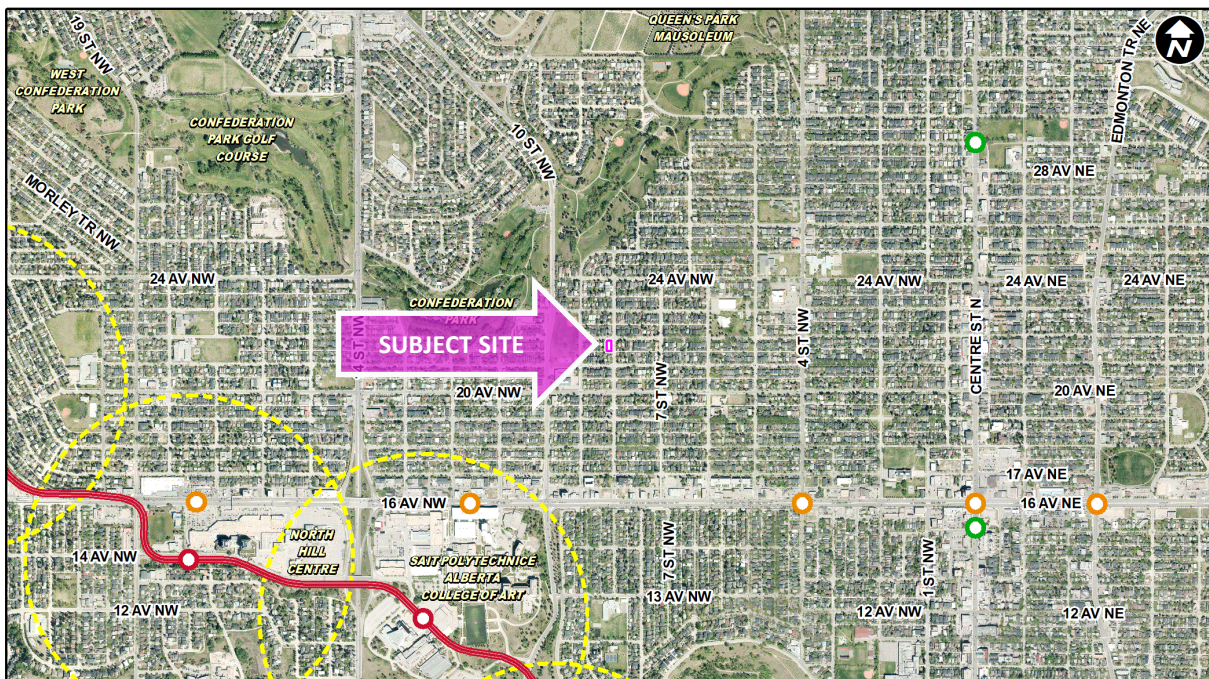 19 ST NW
QUEEN'S PARK
MAUSOLEUM
EDMONTON TR NE
N
WEST
CONFEDERATION
PARK
CONFEDERATION
PARK GOLF
COURSE
10 ST NW
28 AV NE
MORLEY TR NW
24 AV NW
24 AV NW
24 AV NW
24 AV NE
24 AV NE
CONFEDERATION
PARK
SUBJECT SITE
4 ST NW
4 ST NW
CENTRE ST N
7 ST NW
20 AV NW
20 AV NE
17 AV NE
16 AV NW
16 AV NE
NORTH
HILL
CENTRE
14 AV NW
SAIT POLYTECHNICE
ALBERTA
COLLEGE OF ART
7 ST NW
1 ST NW
13 AV NW
12 AV NW
12 AV NW
12 AV NE